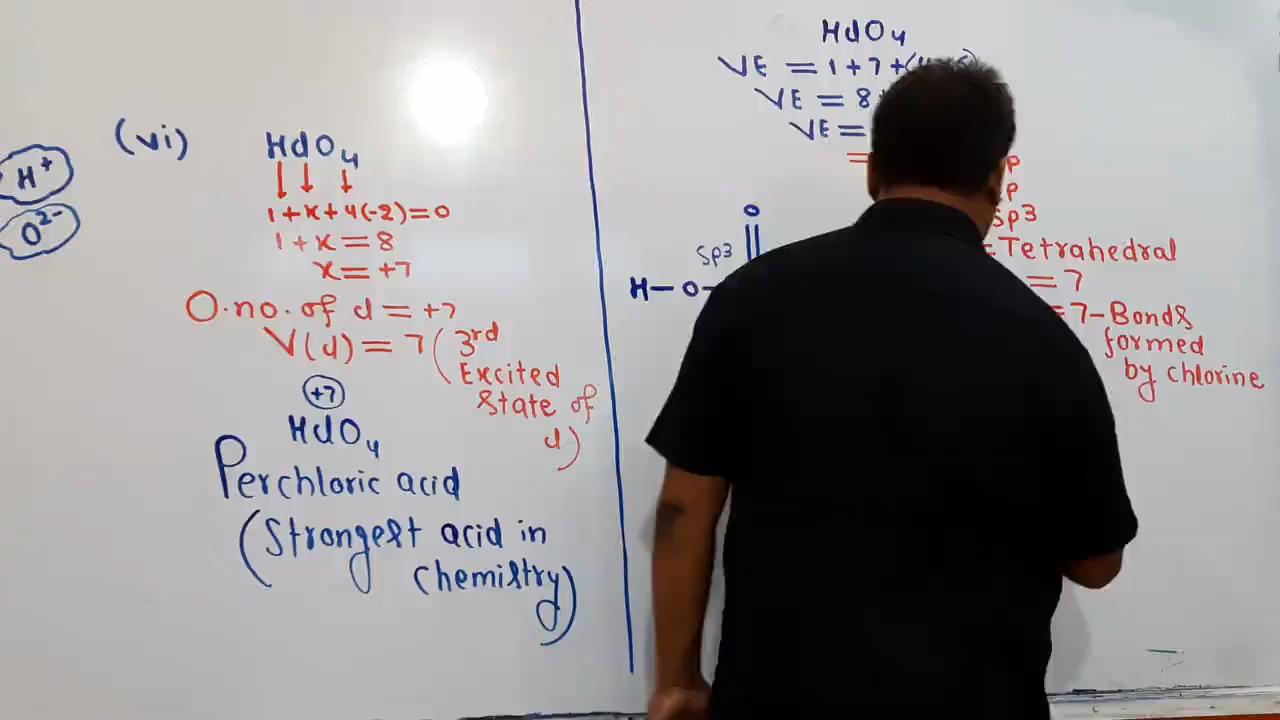 (vi) HClO4
H+
O2-
1+x+4(-2)=0
1+x=8
x=+7
O.no. of Cl = +7
V(Cl) = 7 (3rd
Excited
State of
Cl)
+7
HClO4
Perchloric acid
(Strongest acid in
Chemistry)
HClO4
VE = 1+7+
VE = 8
VE =
=
O
sp3
H-O-
p
p
sp3
=Tetrahedral
= 7
=7-Bonds
formed
by chlorine